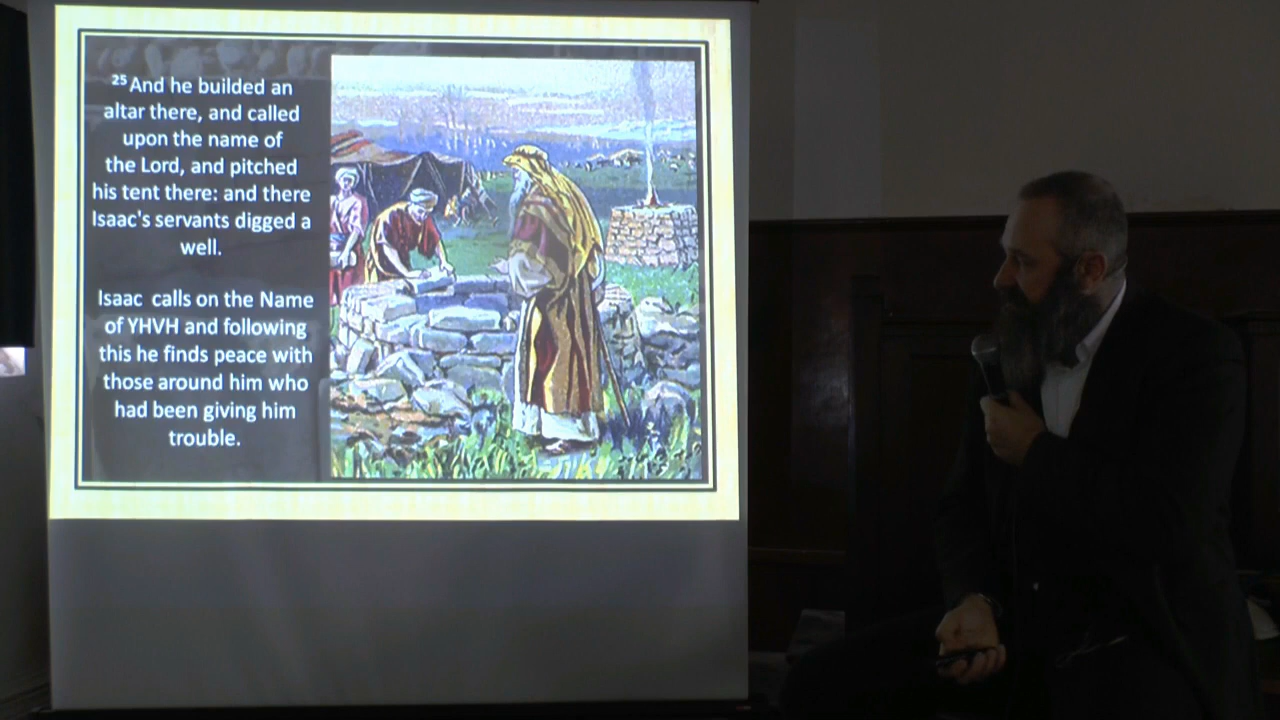 ²⁵And he builded an
altar there, and called
upon the name of
the Lord, and pitched
his tent there: and there
Isaac's servants digged a
well.
Isaac calls on the Name
of YHVH and following
this he finds peace with
those around him who
had been giving him
trouble.